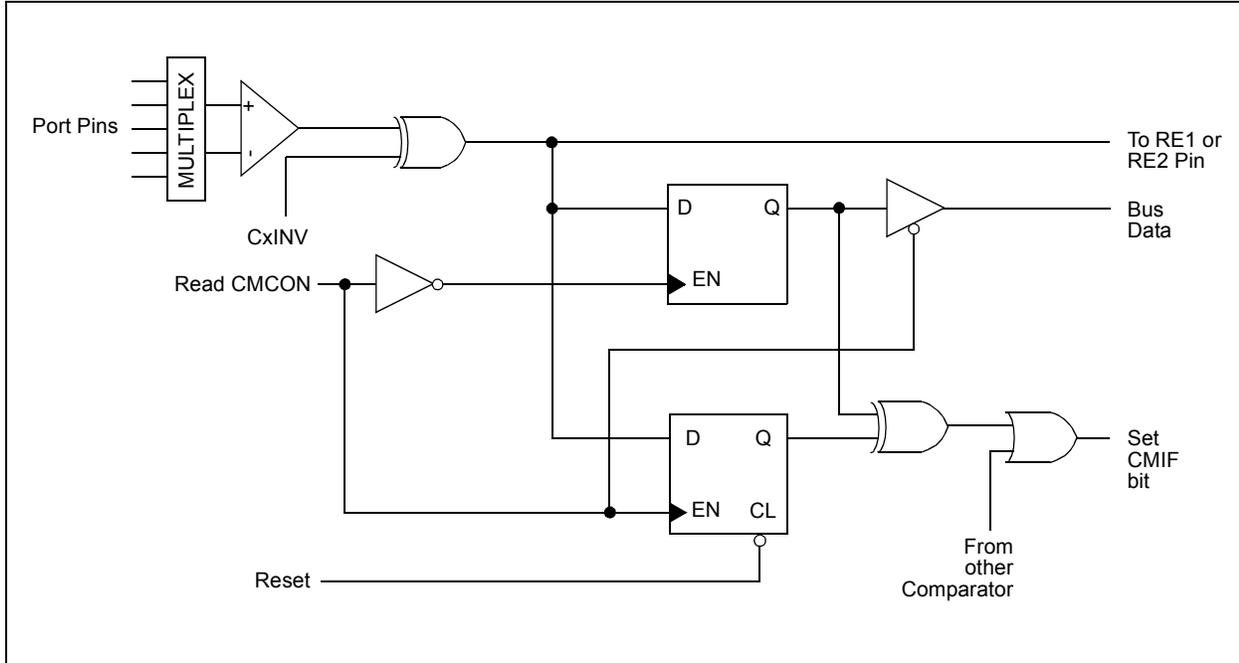 MULTIPLEX
Port Pins
+
-
CxINV
To RE1 or
RE2 Pin
D
Q
EN
Bus
Data
Read CMCON
D
Q
EN
CL
Set
CMIF
bit
From
other
Comparator
Reset